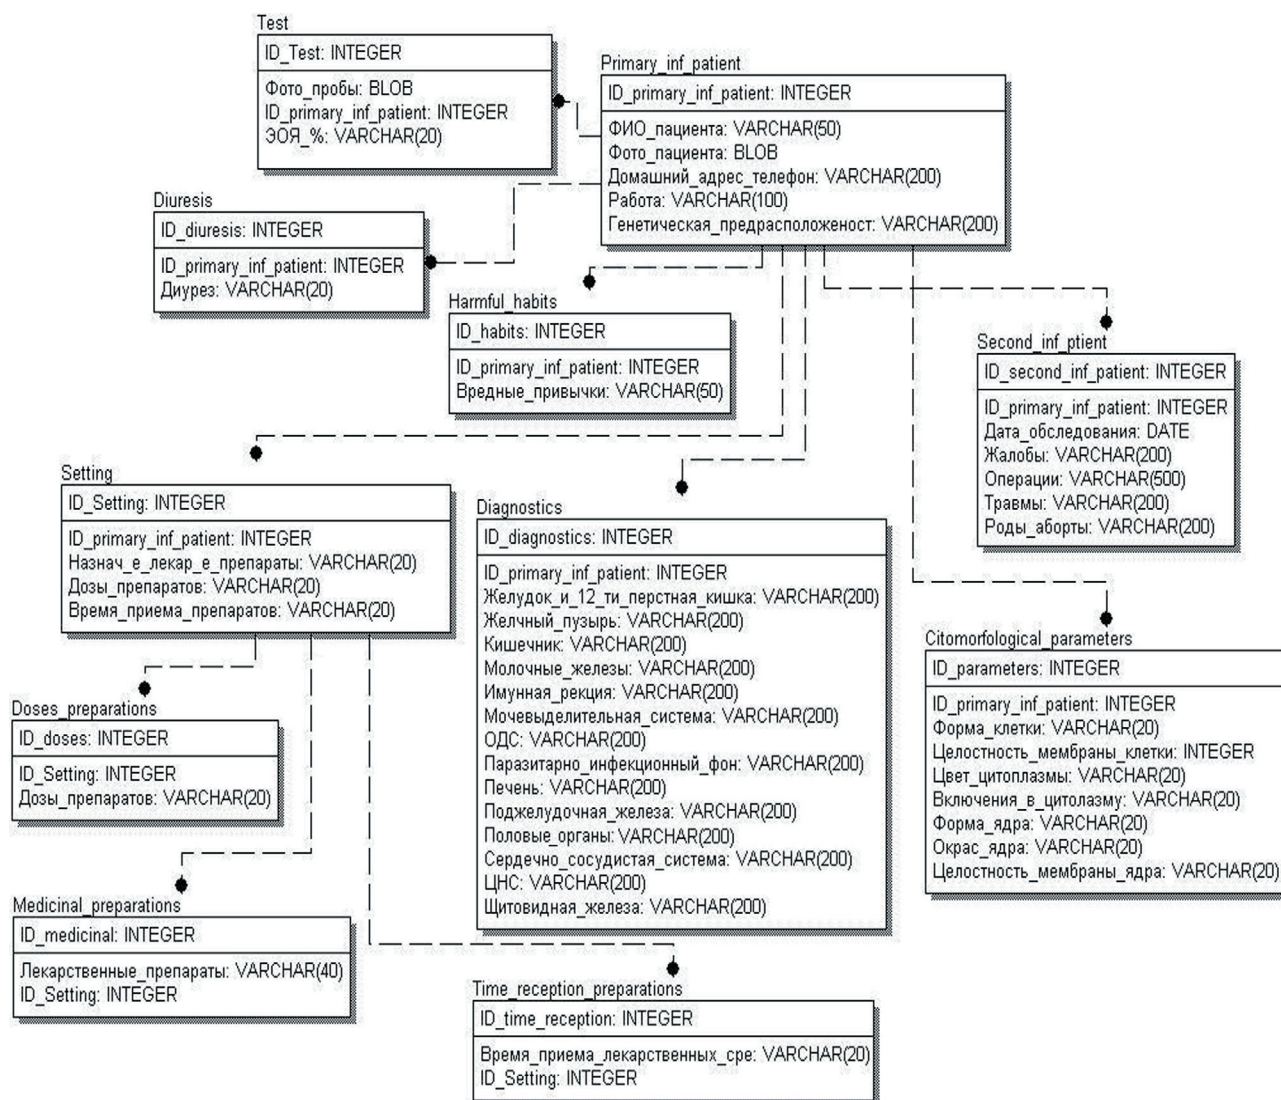 Test
ID_Test: INTEGER
Фото_пробы: BLOB
ID_primary_inf_patient: INTEGER
ЭОЯ_%: VARCHAR(20)
Primary_inf_patient
ID_primary_inf_patient: INTEGER
ФИО_пациента: VARCHAR(50)
Фото_пациента: BLOB
Домашний_адрес_телефон: VARCHAR(200)
Работа: VARCHAR(100)
Генетическая_предрасположеност: VARCHAR(200)
Diuresis
ID_diuresis: INTEGER
ID_primary_inf_patient: INTEGER
Диурез: VARCHAR(20)
Harmful_habits
ID_habits: INTEGER
ID_primary_inf_patient: INTEGER
Вредные_привычки: VARCHAR(50)
Second_inf_ptient
ID_second_inf_patient: INTEGER
ID_primary_inf_patient: INTEGER
Дата_обследования: DATE
Жалобы: VARCHAR(200)
Операции: VARCHAR(500)
Травмы: VARCHAR(200)
Роды_аборты: VARCHAR(200)
Setting
ID_Setting: INTEGER
ID_primary_inf_patient: INTEGER
Назнач_е_лекар_е_препараты: VARCHAR(20)
Дозы_препаратов: VARCHAR(20)
Время_приема_препаратов: VARCHAR(20)
Diagnostics
ID_diagnostics: INTEGER
ID_primary_inf_patient: INTEGER
Желудок_и_12_ти_перстная_кишка: VARCHAR(200)
Желчный_пузырь: VARCHAR(200)
Кишечник: VARCHAR(200)
Молочные_железы: VARCHAR(200)
Имунная_рекция: VARCHAR(200)
Мочевыделительная_система: VARCHAR(200)
ОДС: VARCHAR(200)
Паразитарно_инфекционный_фон: VARCHAR(200)
Печень: VARCHAR(200)
Поджелудочная_железа: VARCHAR(200)
Половые_органы: VARCHAR(200)
Сердечно_сосудистая_система: VARCHAR(200)
ЦНС: VARCHAR(200)
Щитовидная_железа: VARCHAR(200)
Citomorfological_parameters
ID_parameters: INTEGER
ID_primary_inf_patient: INTEGER
Форма_клетки: VARCHAR(20)
Целостность_мембраны_клетки: INTEGER
Цвет_цитоплазмы: VARCHAR(20)
Включения_в_цитолазму: VARCHAR(20)
Форма_ядра: VARCHAR(20)
Окрас_ядра: VARCHAR(20)
Целостность_мембраны_ядра: VARCHAR(20)
Doses_preparations
ID_doses: INTEGER
ID_Setting: INTEGER
Дозы_препаратов: VARCHAR(20)
Medicinal_preparations
ID_medicinal: INTEGER
Лекарственные_препараты: VARCHAR(40)
ID_Setting: INTEGER
Time_reception_preparations
ID_time_reception: INTEGER
Время_приема_лекарственных_сре: VARCHAR(20)
ID_Setting: INTEGER